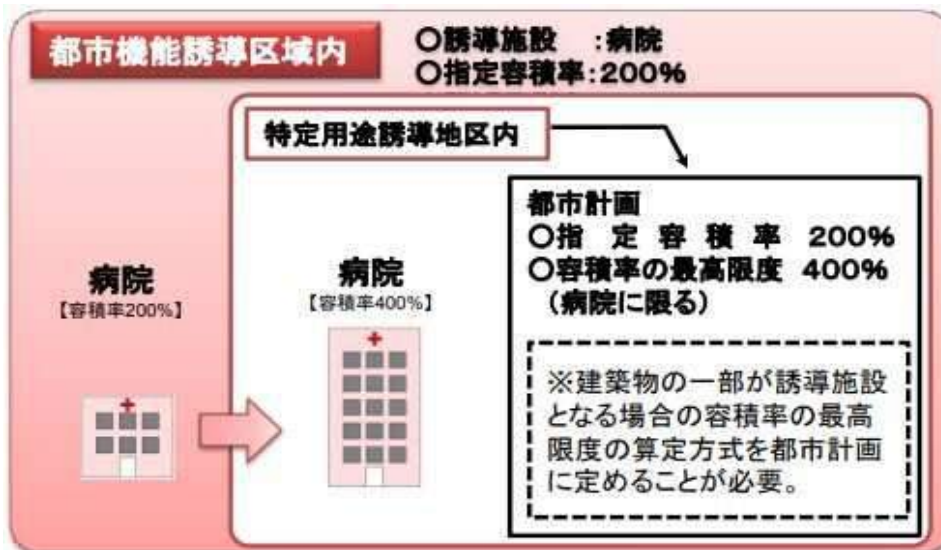 都市機能誘導区域内
○誘導施設 :病院
○指定容積率:200%
特定用途誘導地区内
都市計画
○指 定 容 積 率 200%
○容積率の最高限度 400%
(病院に限る)
病院
【容積率200%】
病院
【容積率400%】
※建築物の一部が誘導施設
となる場合の容積率の最高
限度の算定方式を都市計画
に定めることが必要。